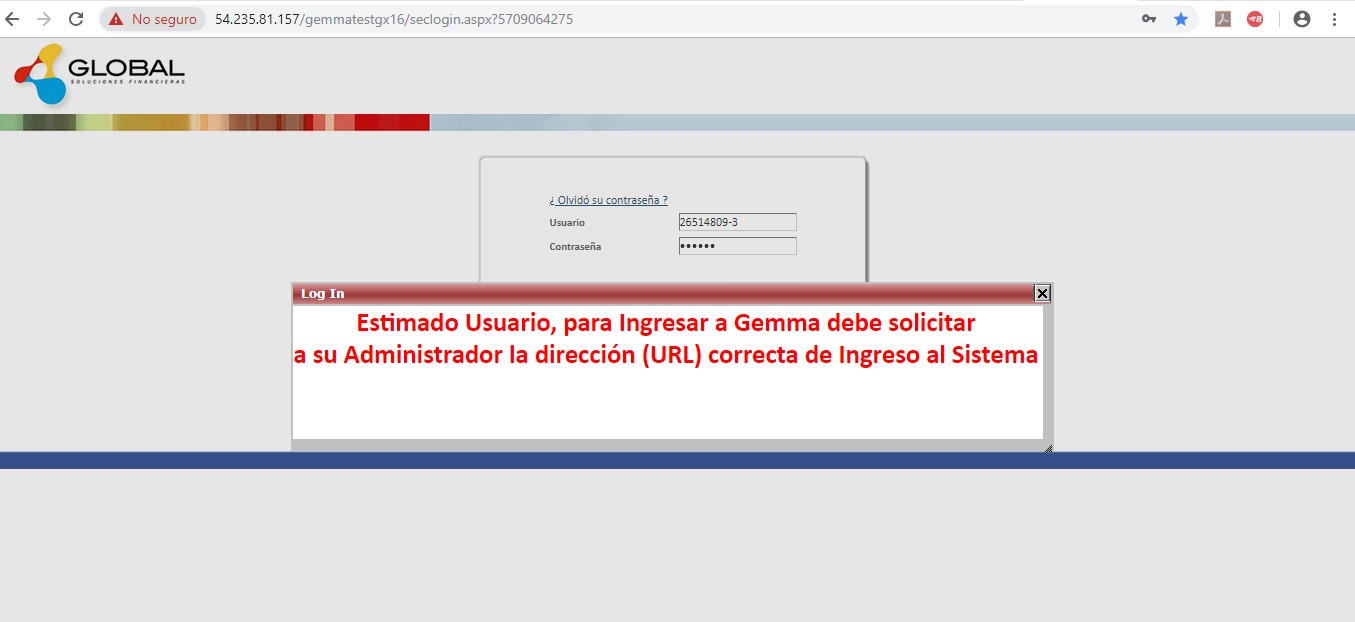 No seguro
54.235.81.157/gemmatestgx16/seclogin.aspx?5709064275
GLOBAL
SOLUCIONES FINANCIERAS
¿ Olvidó su contraseña ?
Usuario 26514809-3
Contraseña ••••••
Log In
Estimado Usuario, para Ingresar a Gemma debe solicitar
a su Administrador la dirección (URL) correcta de Ingreso al Sistema